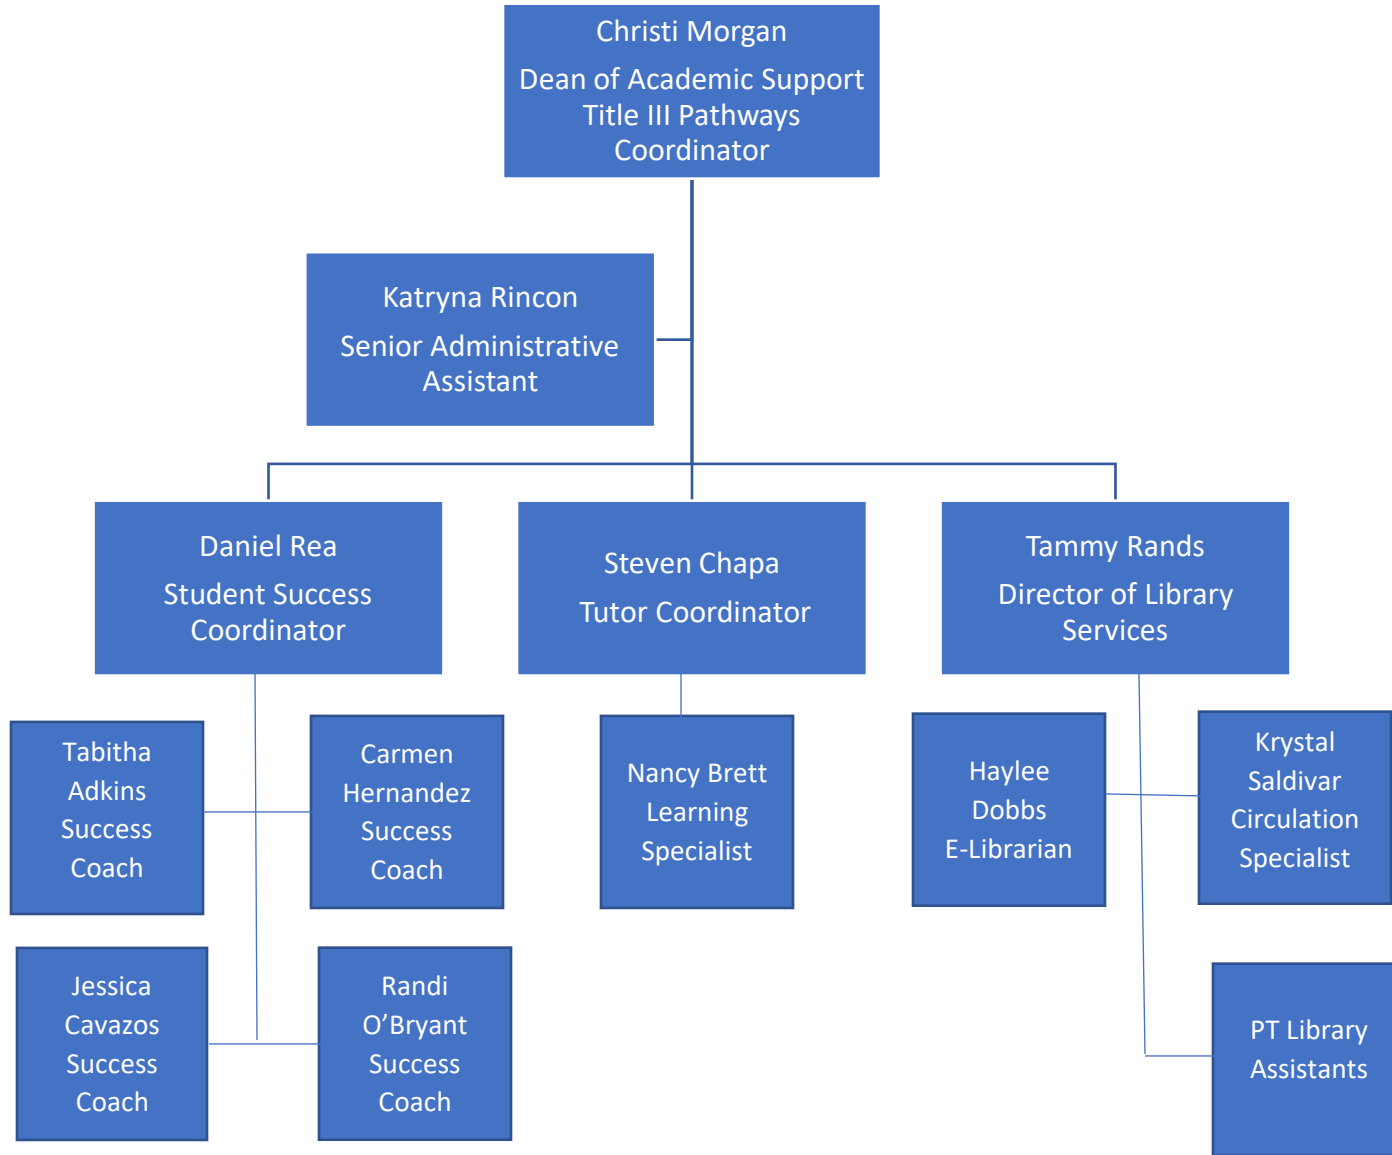 Christi Morgan
Dean of Academic Support
Title III Pathways
Coordinator
Katryna Rincon
Senior Administrative
Assistant
Daniel Rea
Student Success
Coordinator
Steven Chapa
Tutor Coordinator
Tammy Rands
Director of Library
Services
Tabitha
Adkins
Success
Coach
Carmen
Hernandez
Success
Coach
Nancy Brett
Learning
Specialist
Haylee
Dobbs
E-Librarian
Krystal
Saldivar
Circulation
Specialist
Jessica
Cavazos
Success
Coach
Randi
O’Bryant
Success
Coach
PT Library
Assistants